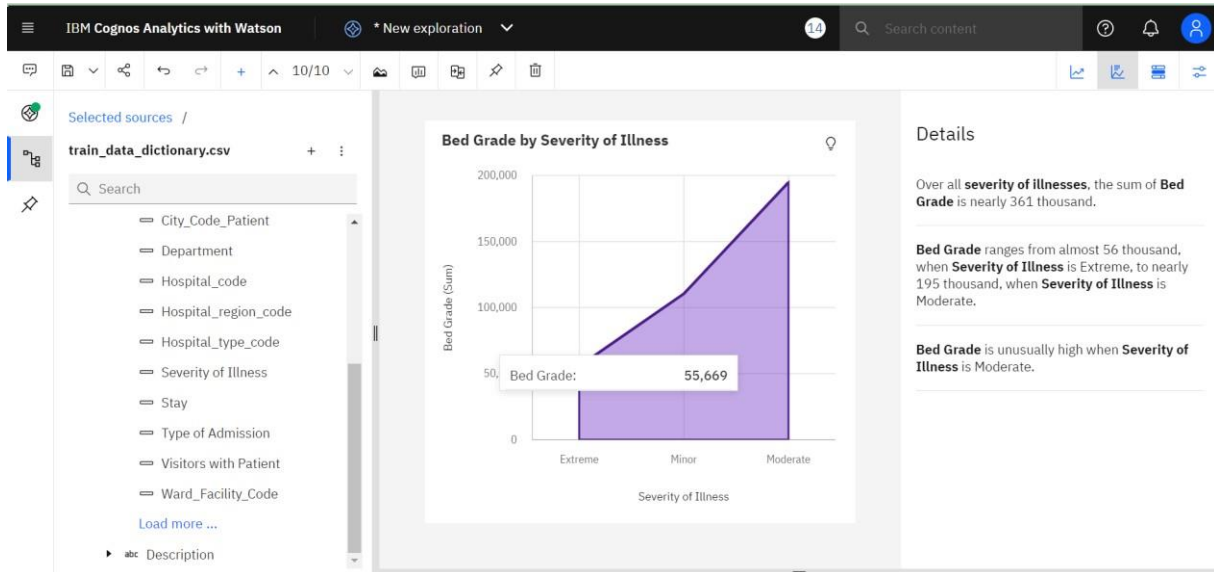 IBM Cognos Analytics with Watson
* New exploration
14
Search content
10/10
Selected sources /
train_data_dictionary.csv
Search
City_Code_Patient
Department
Hospital_code
Hospital_region_code
Hospital_type_code
Severity of Illness
Stay
Type of Admission
Visitors with Patient
Ward_Facility_Code
Load more ...
abc Description
Bed Grade by Severity of Illness
200,000
150,000
100,000
50,
0
Bed Grade (Sum)
Bed Grade: 55,669
Extreme Minor Moderate
Severity of Illness
Details
Over all severity of illnesses, the sum of Bed
Grade is nearly 361 thousand.
Bed Grade ranges from almost 56 thousand,
when Severity of Illness is Extreme, to nearly
195 thousand, when Severity of Illness is
Moderate.
Bed Grade is unusually high when Severity of
Illness is Moderate.